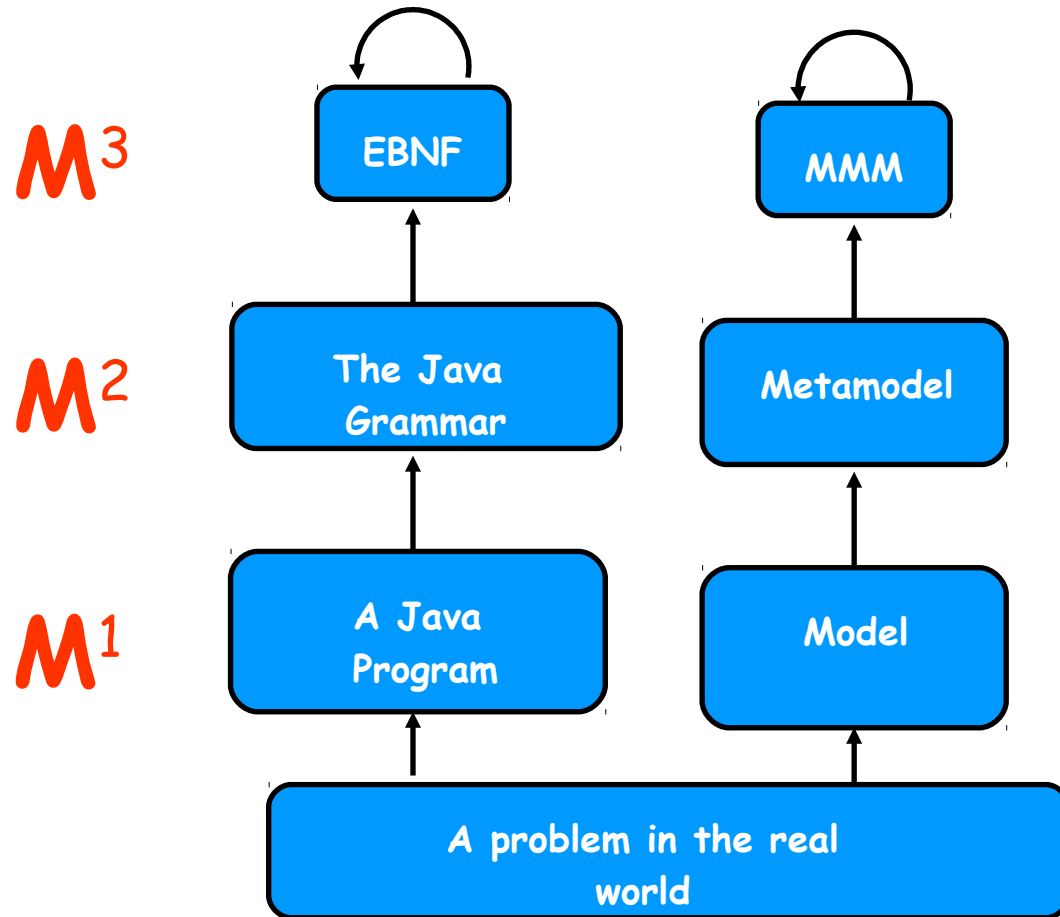 M3
EBNF
MMM
M2
The Java
Grammar
Metamodel
M1
A Java
Program
Model
A problem in the real
world